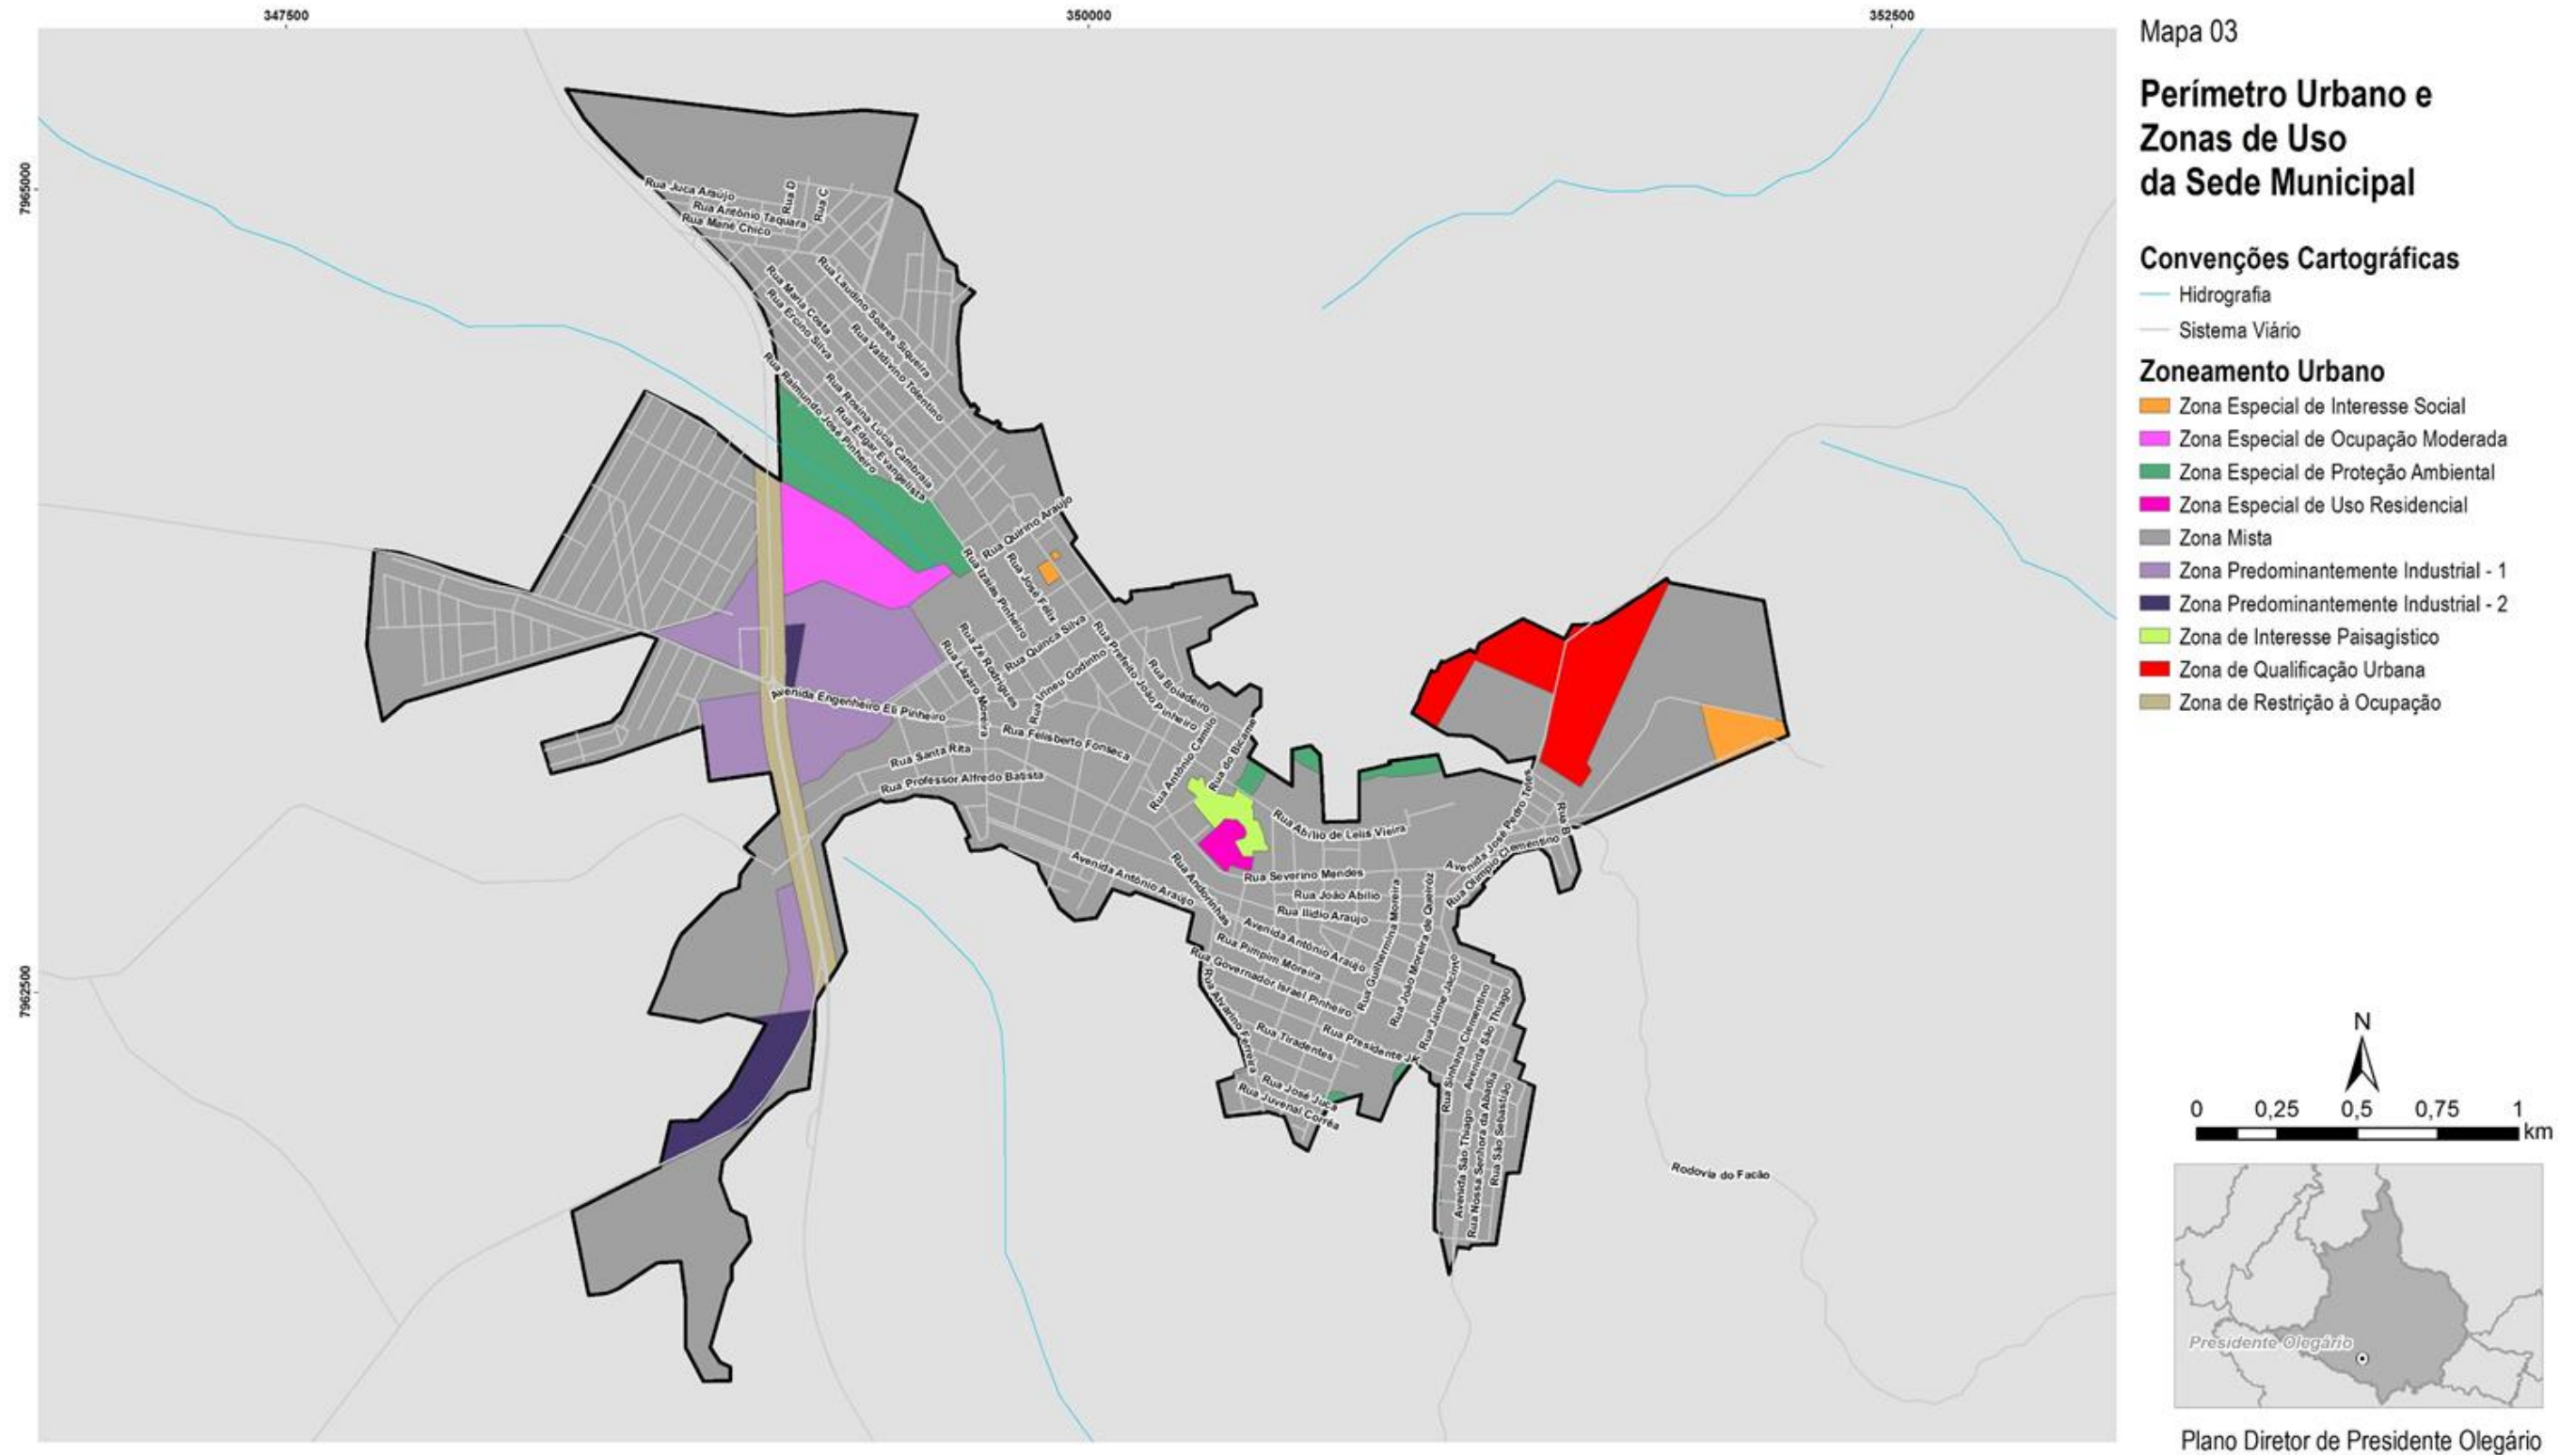 347500
350000
352500
7965000
7962500
Rua Juca Araújo
Rua Antônio Taquara
Rua Mané Chico
Rua D
Rua C
Rua Maria Costa
Rua Ercino Silva
Rua Laudino Soares Siqueira
Rua Valdivino Tolentino
Rua Raimundo José Pinheiro
Rua Rosina Lúcia Cambraia
Rua Edgar Evangelista
Rua Quirino Araújo
Rua Izaias Pinheiro
Rua José Félix
Rua Quinca Silva
Rua Zé Rodrigues
Rua Lázaro Moreira
Rua Irineu Godinho
Rua Prefeito João Pinheiro
Rua Boiadeiro
Avenida Engenheiro Eli Pinheiro
Rua Felisberto Fonseca
Rua Antônio Camilo
Rua do Bicame
Rua Santa Rita
Rua Professor Alfredo Batista
Rua Abílio de Lelis Vieira
Avenida José Pedro Teles
Rua B
Rua Olímpio Clementino
Avenida Antônio Araújo
Rua Andorinhas
Rua Severino Mendes
Rua João Abílio
Rua Ilídio Araújo
Avenida Antônio Araújo
Rua Pimpim Moreira
Rua Governador Israel Pinheiro
Rua Guilhermina Moreira
Rua João Moreira de Queiróz
Rua Jaime Jacinto
Rua Alvarino Ferreira
Rua Tiradentes
Rua Presidente JK
Rua Sinhana Clementino
Avenida São Thiago
Rua José Juca
Rua Juvenal Corrêa
Avenida São Thiago
Rua Nossa Senhora da Abadia
Rua São Sebastião
Rodovia do Facão
Mapa 03
Perímetro Urbano e
Zonas de Uso
da Sede Municipal
Convenções Cartográficas
Hidrografia
Sistema Viário
Zoneamento Urbano
Zona Especial de Interesse Social
Zona Especial de Ocupação Moderada
Zona Especial de Proteção Ambiental
Zona Especial de Uso Residencial
Zona Mista
Zona Predominantemente Industrial - 1
Zona Predominantemente Industrial - 2
Zona de Interesse Paisagístico
Zona de Qualificação Urbana
Zona de Restrição à Ocupação
N
0 0,25 0,5 0,75 1
km
Presidente Olegário
Plano Diretor de Presidente Olegário